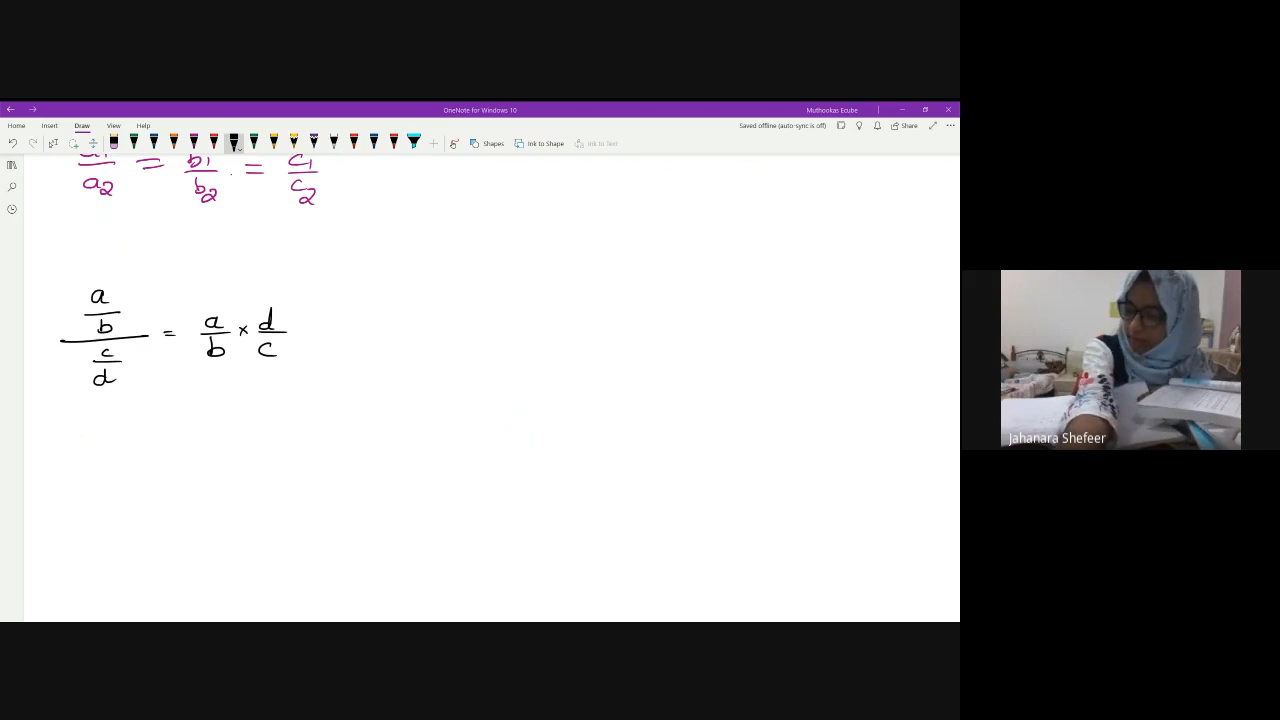 OneNote for Windows 10
Muthookas Ecube
Home Insert Draw View Help
Saved offline (auto-sync is off)
Share
Shapes
Ink to Shape
Ink to Text
a1/a2 = b1/b2 = c1/c2
(a/b)/(c/d) = a/b × d/c
Jahanara Shefeer